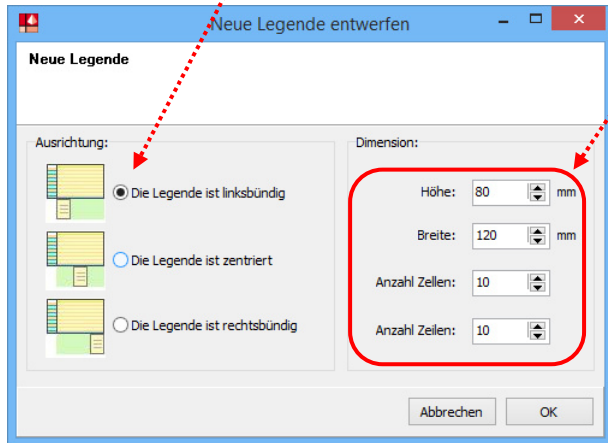 Neue Legende entwerfen
Neue Legende
Ausrichtung:
Die Legende ist linksbündig
Die Legende ist zentriert
Die Legende ist rechtsbündig
Dimension:
Höhe: 80 mm
Breite: 120 mm
Anzahl Zellen: 10
Anzahl Zeilen: 10
Abbrechen OK